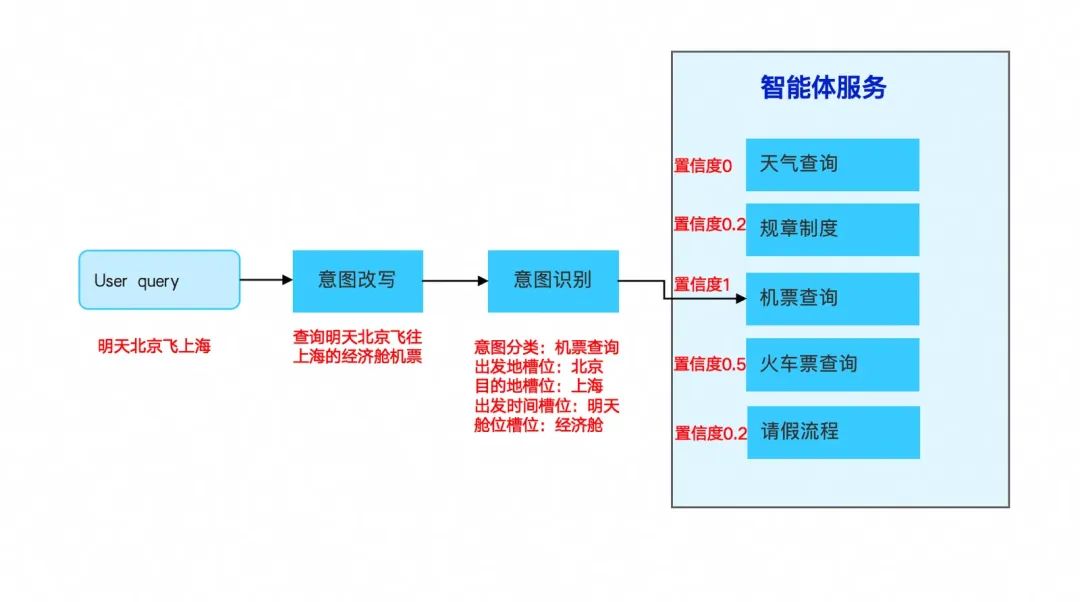 智能体服务
置信度0
天气查询
置信度0.2
规章制度
User query
意图改写
意图识别
置信度1
机票查询
明天北京飞上海
查询明天北京飞往
上海的经济舱机票
意图分类：机票查询
出发地槽位：北京
目的地槽位：上海
出发时间槽位：明天
舱位槽位：经济舱
置信度0.5
火车票查询
置信度0.2
请假流程